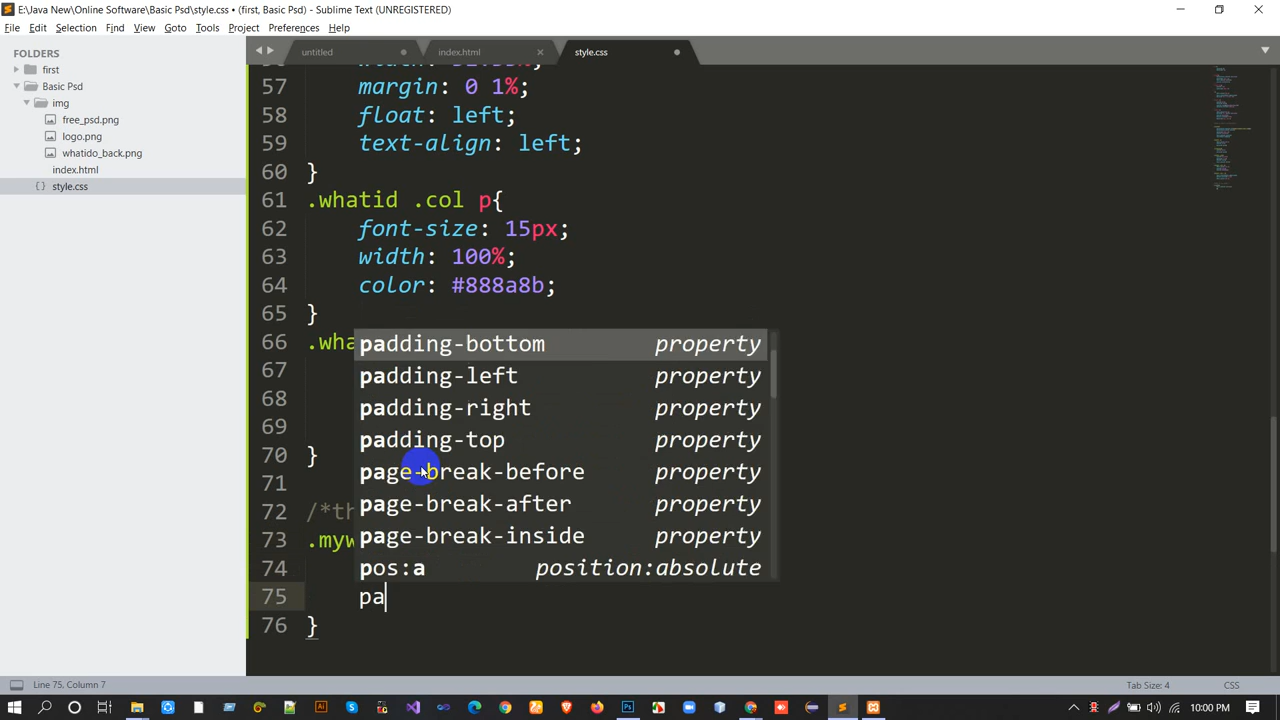 E:\Java New\Online Software\Basic Psd\style.css • (first, Basic Psd) - Sublime Text (UNREGISTERED)
File Edit Selection Find View Goto Tools Project Preferences Help
FOLDERS
first
Basic Psd
img
free_psd.png
logo.png
whatido_back.png
index.html
style.css
untitled index.html style.css
57 margin: 0 1%;
58 float: left;
59 text-align: left;
60 }
61 .whatid .col p{
62 font-size: 15px;
63 width: 100%;
64 color: #888a8b;
65 }
66 .wha
67
68
69
70 }
71
72 /*th
73 .myw
74
75 pa
76 }
padding-bottom property
padding-left property
padding-right property
padding-top property
page-break-before property
page-break-after property
page-break-inside property
pos:a position:absolute
Line 75, Column 7 Tab Size: 4 CSS
10:00 PM